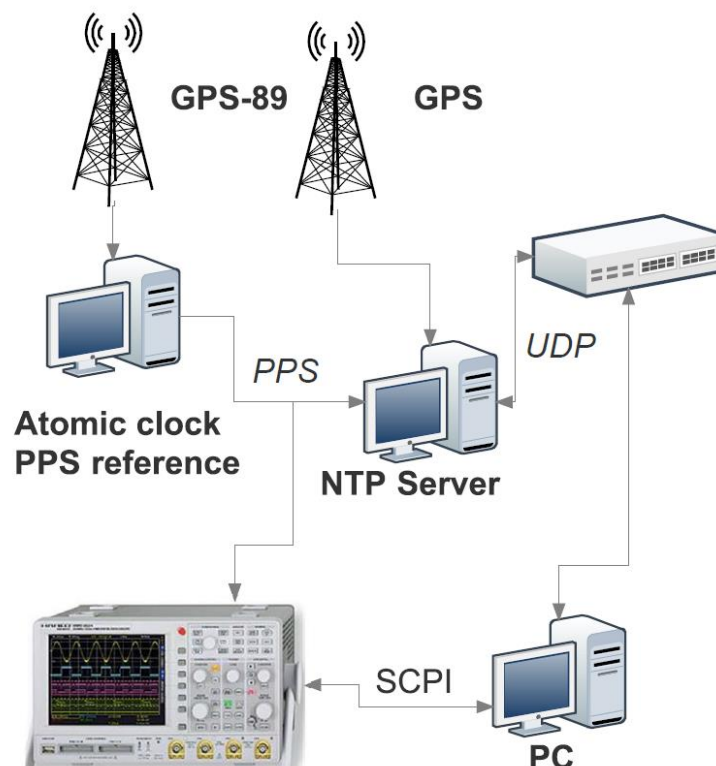 GPS-89
GPS
PPS
UDP
Atomic clock
PPS reference
NTP Server
SCPI
PC